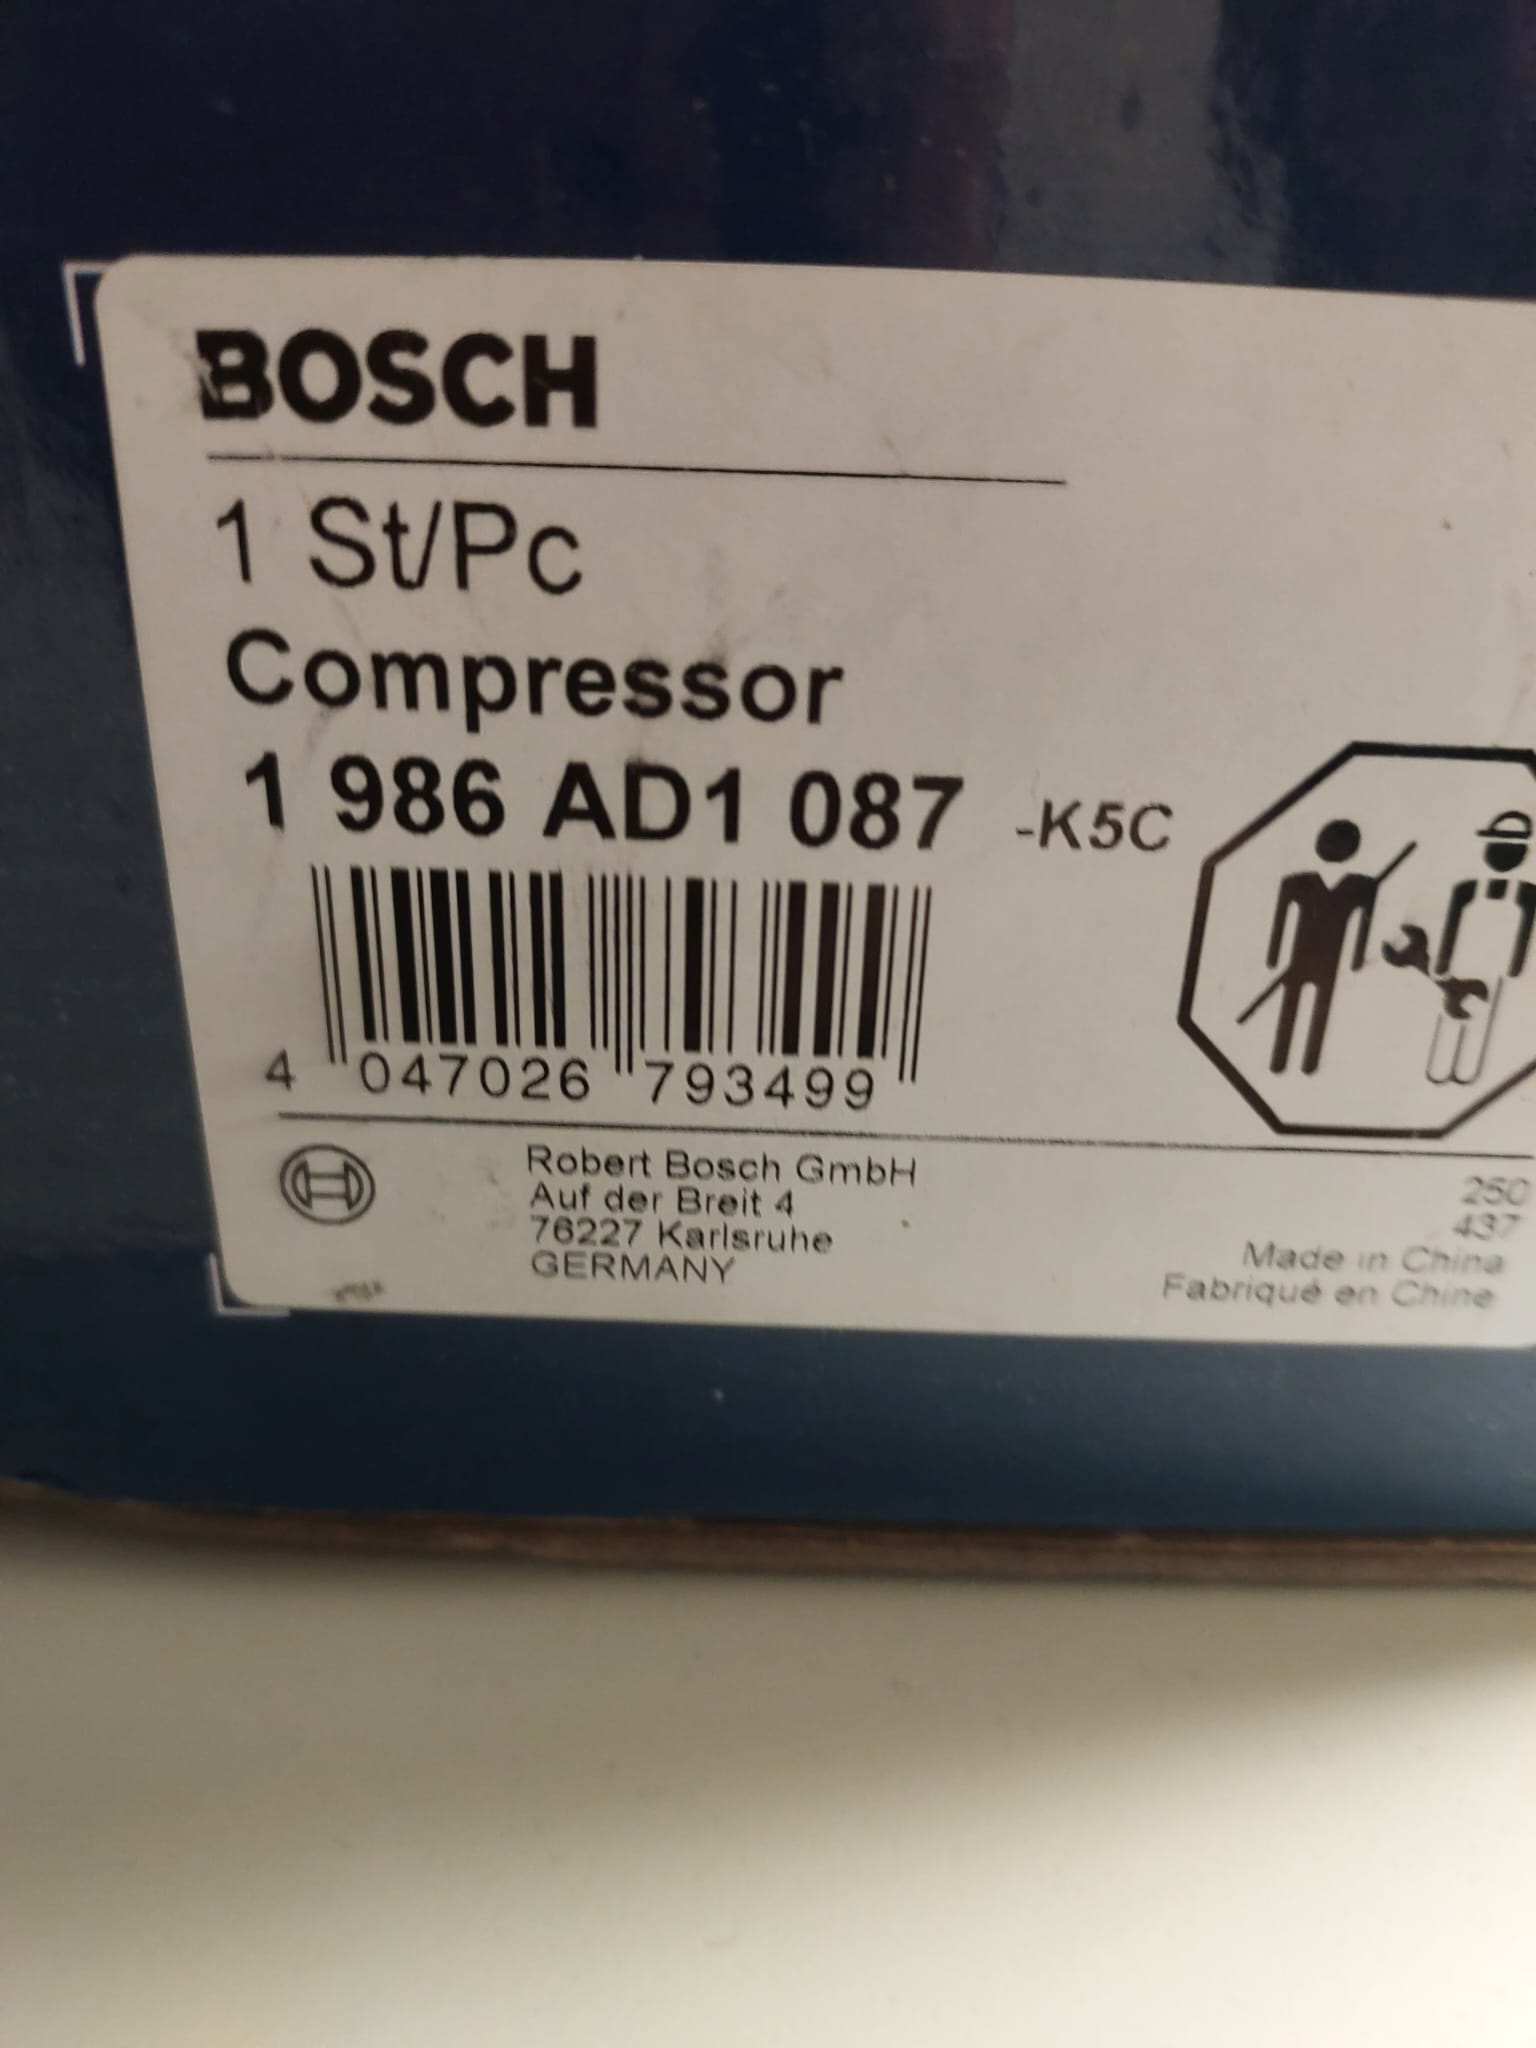 BOSCH
1 St/Pc
Compressor
1 986 AD1 087 -K5C
4 047026 793499
Robert Bosch GmbH
Auf der Breit 4
76227 Karlsruhe
GERMANY
250
437
Made in China
Fabriqué en Chine